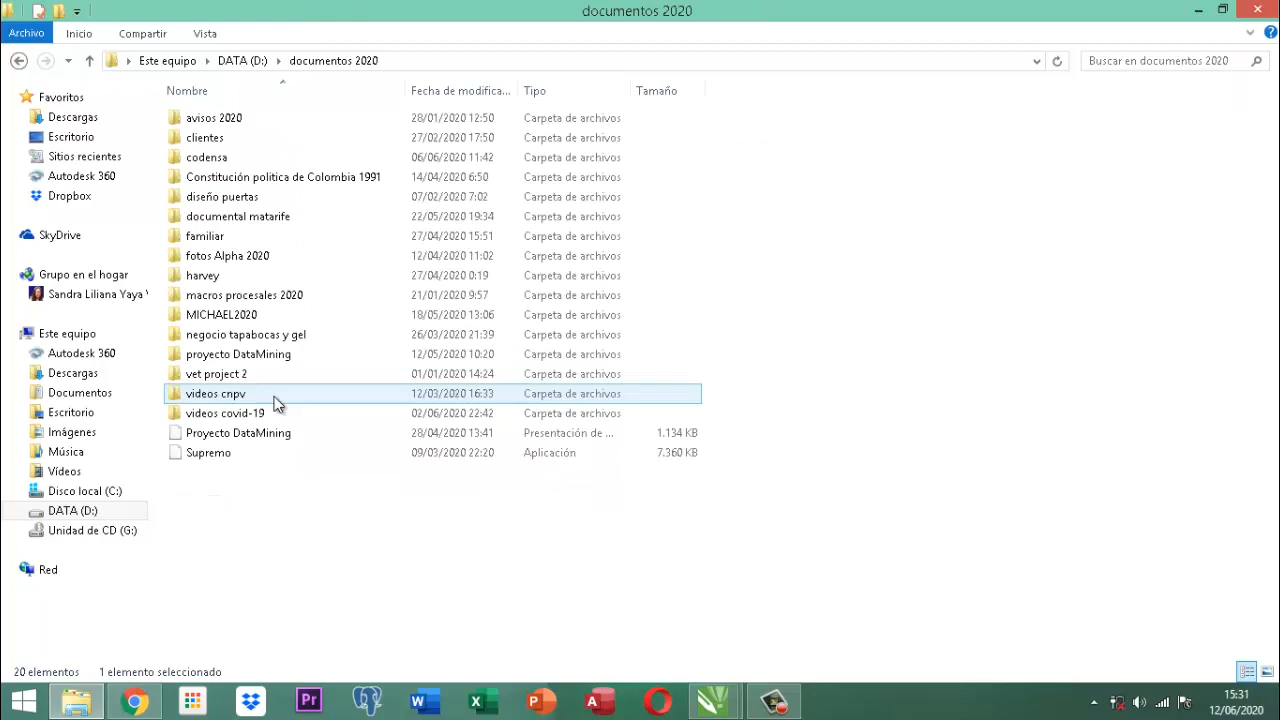 documentos 2020
Archivo Inicio Compartir Vista
Este equipo DATA (D:) documentos 2020 Buscar en documentos 2020
Nombre Fecha de modifica... Tipo Tamaño
Favoritos
Descargas
Escritorio
Sitios recientes
Autodesk 360
Dropbox
SkyDrive
Grupo en el hogar
Sandra Liliana Yaya
Este equipo
Autodesk 360
Descargas
Documentos
Escritorio
Imágenes
Música
Vídeos
Disco local (C:)
DATA (D:)
Unidad de CD (G:)
Red
avisos 2020 28/01/2020 12:50 Carpeta de archivos
clientes 27/02/2020 17:50 Carpeta de archivos
codensa 06/06/2020 11:42 Carpeta de archivos
Constitución politica de Colombia 1991 14/04/2020 6:50 Carpeta de archivos
diseño puertas 07/02/2020 7:02 Carpeta de archivos
documental matarife 22/05/2020 19:34 Carpeta de archivos
familiar 27/04/2020 15:51 Carpeta de archivos
fotos Alpha 2020 12/04/2020 11:02 Carpeta de archivos
harvey 27/04/2020 0:19 Carpeta de archivos
macros procesales 2020 21/01/2020 9:57 Carpeta de archivos
MICHAEL2020 18/05/2020 13:06 Carpeta de archivos
negocio tapabocas y gel 26/03/2020 21:39 Carpeta de archivos
proyecto DataMining 12/05/2020 10:20 Carpeta de archivos
vet project 2 01/01/2020 14:24 Carpeta de archivos
videos cnpv 12/03/2020 16:33 Carpeta de archivos
videos covid-19 02/06/2020 22:42 Carpeta de archivos
Proyecto DataMining 28/04/2020 13:41 Presentación de ... 1.134 KB
Supremo 09/03/2020 22:20 Aplicación 7.360 KB
20 elementos 1 elemento seleccionado
Pr
15:31
12/06/2020